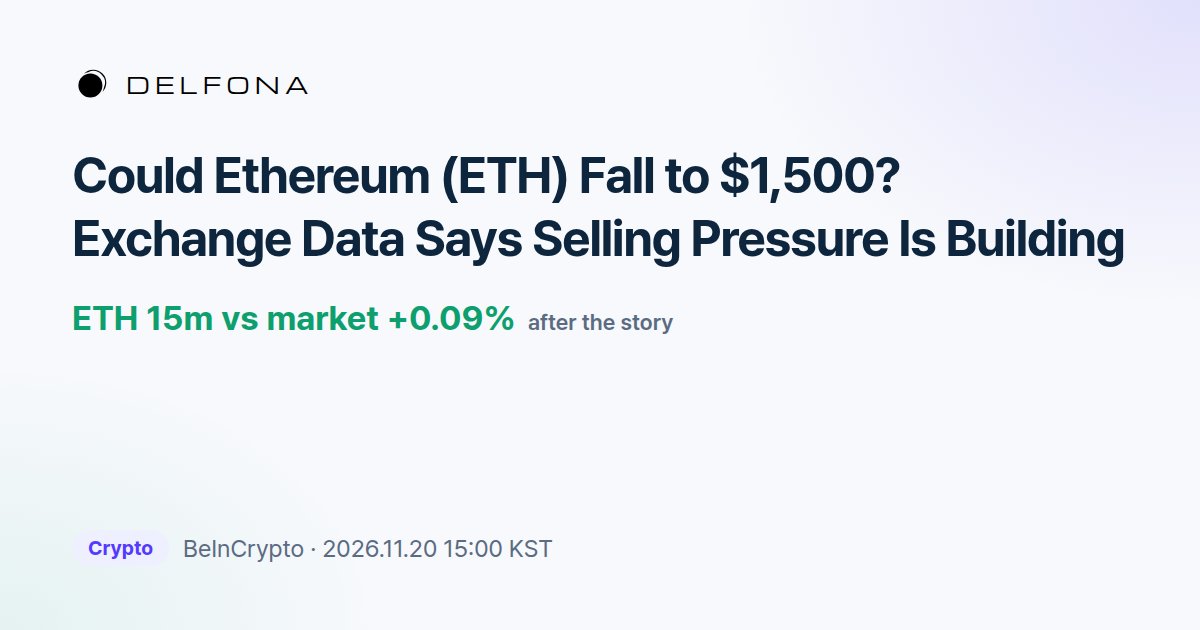 DELFONA
Could Ethereum (ETH) Fall to $1,500?
Exchange Data Says Selling Pressure Is Building
ETH 15m vs market +0.09% after the story
Crypto BeInCrypto · 2026.11.20 15:00 KST